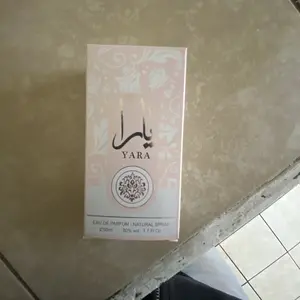 يارا
YARA
EAU DE PARFUM - NATURAL SPRAY